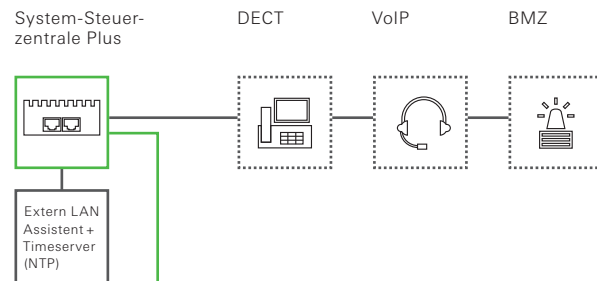 System-Steuer-
zentrale Plus
DECT
VoIP
BMZ
Extern LAN
Assistent +
Timeserver
(NTP)